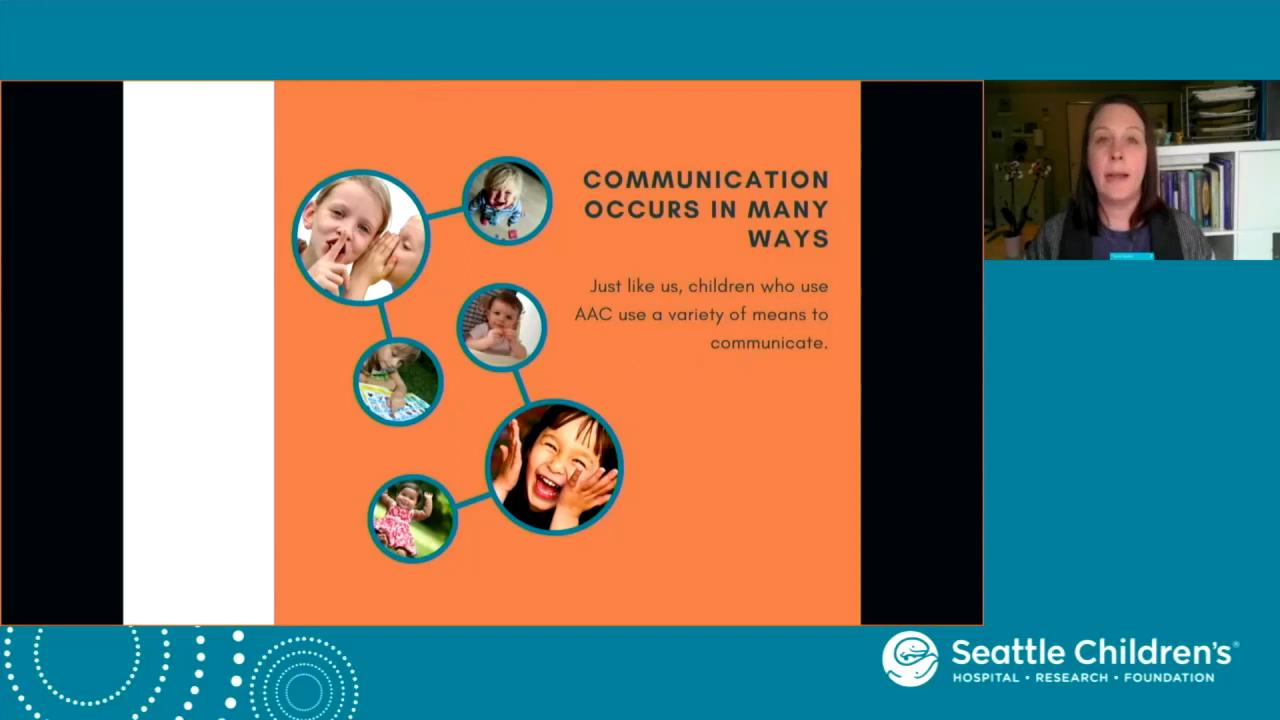 COMMUNICATION
OCCURS IN MANY
WAYS
Just like us, children who use
AAC use a variety of means to
communicate.
Seattle Children's®
HOSPITAL • RESEARCH • FOUNDATION